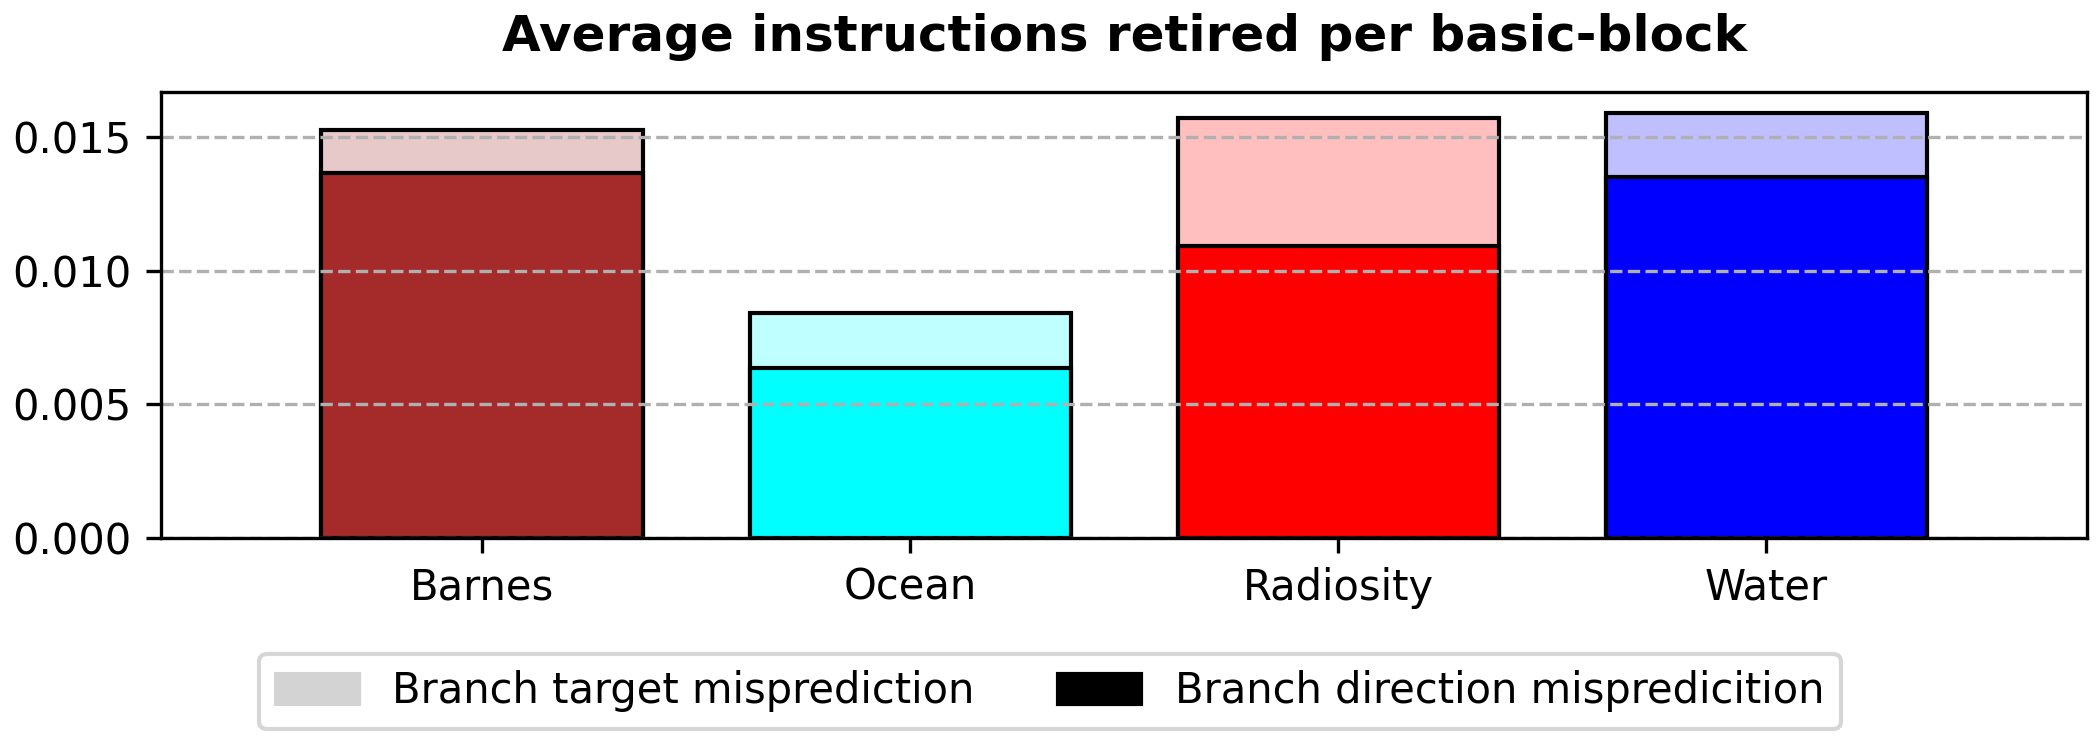 Average instructions retired per basic-block
0.015
0.010
0.005
0.000
Barnes Ocean Radiosity Water
Branch target misprediction Branch direction mispredicition